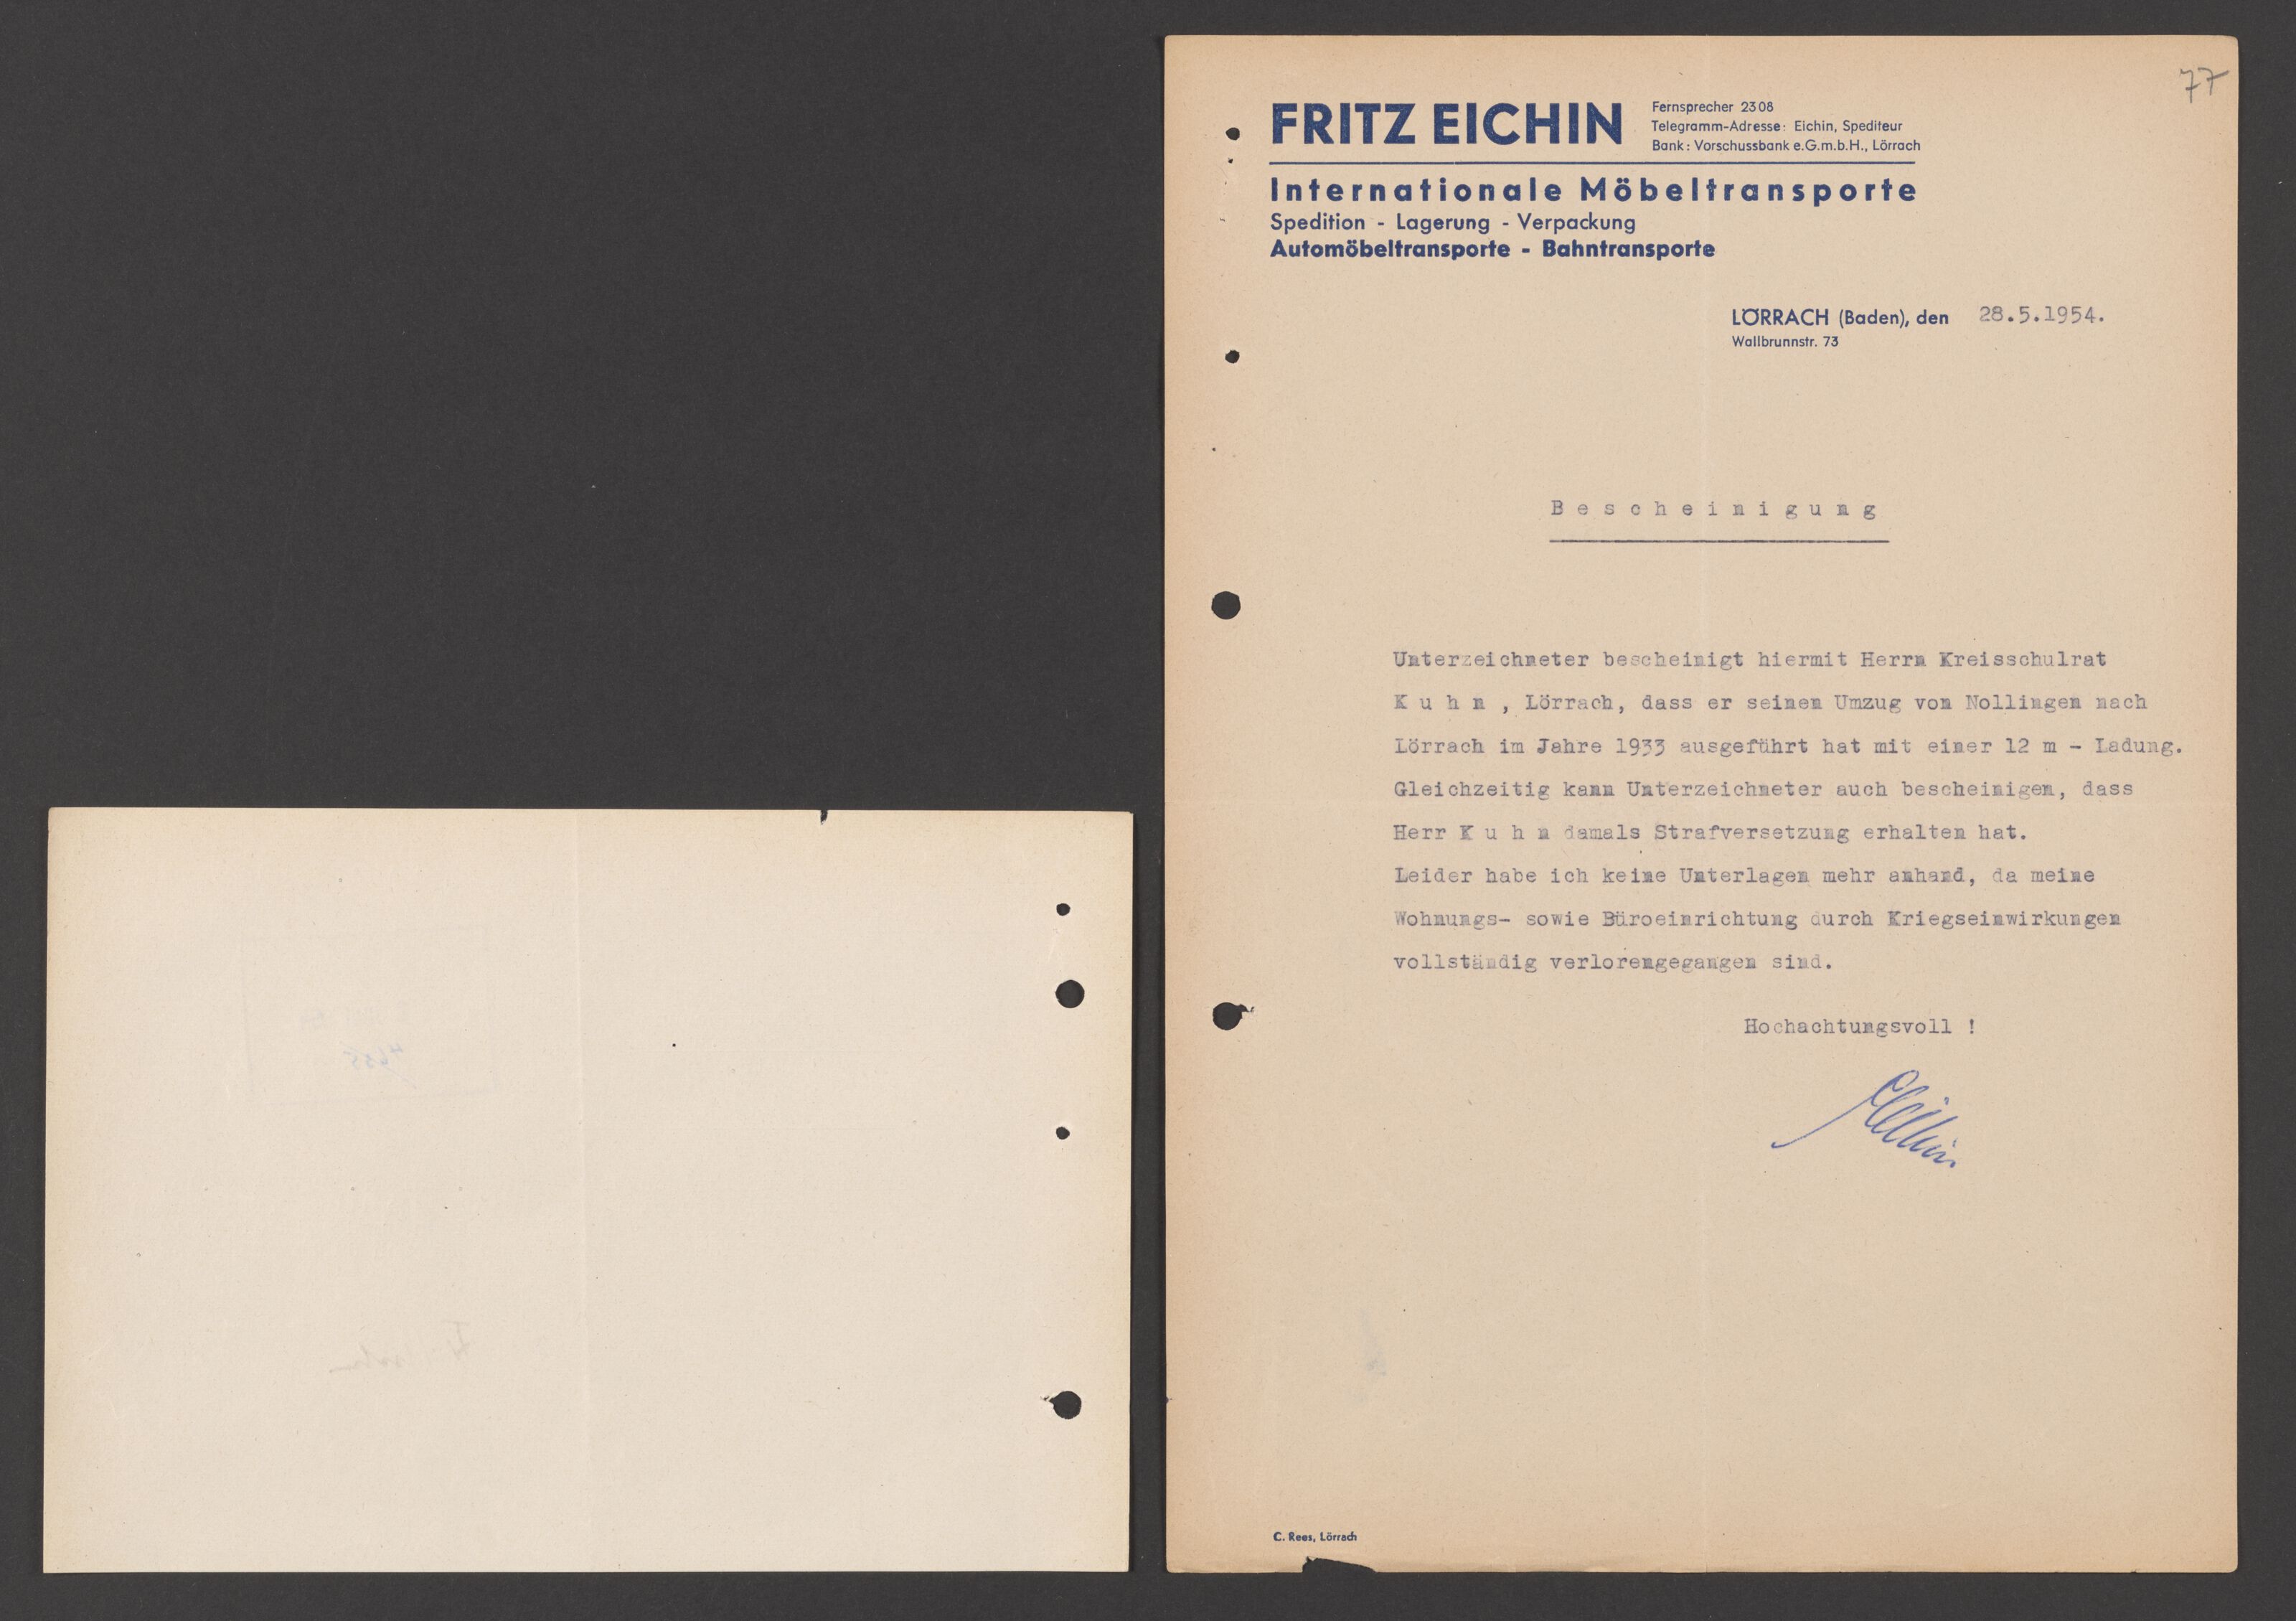 77
FRITZ EICHIN
Fernsprecher 2308
Telegramm-Adresse: Eichin, Spediteur
Bank: Vorschussbank e.G.m.b.H., Lörrach
Internationale Möbeltransporte
Spedition - Lagerung - Verpackung
Automöbeltransporte - Bahntransporte
LÖRRACH (Baden), den 28.5.1954.
Wallbrunnstr. 73
B e s c h e i n i g u n g
Unterzeichneter bescheinigt hiermit Herrn Kreisschulrat
K u h n , Lörrach, dass er seinen Umzug von Nollingen nach
Lörrach im Jahre 1933 ausgeführt hat mit einer 12 m - Ladung.
Gleichzeitig kann Unterzeichneter auch bescheinigen, dass
Herr K u h n damals Strafversetzung erhalten hat.
Leider habe ich keine Unterlagen mehr anhand, da meine
Wohnungs- sowie Büroeinrichtung durch Kriegseinwirkungen
vollständig verlorengegangen sind.
Hochachtungsvoll !
Eichin
C. Rees, Lörrach